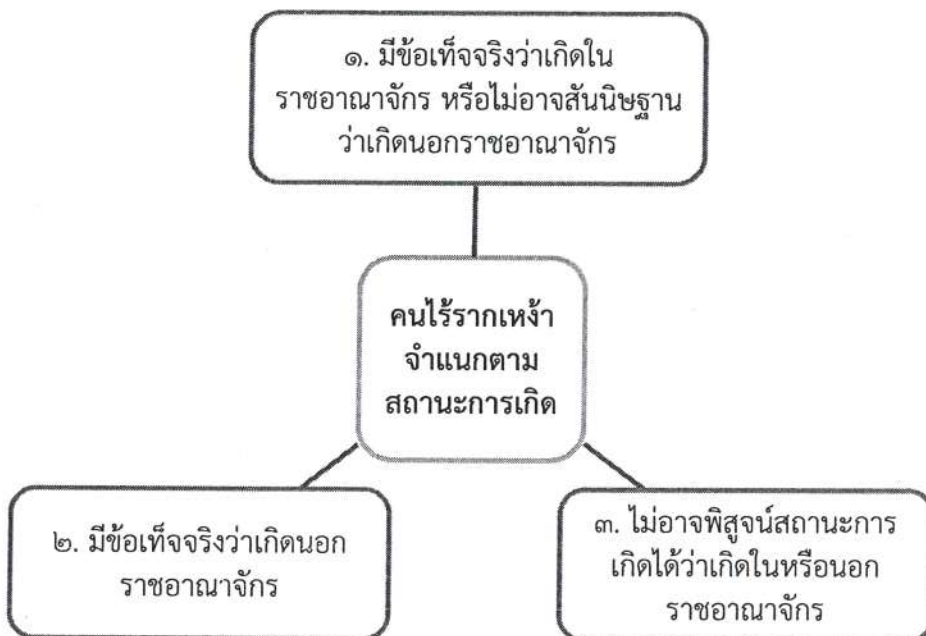 ๑. มีข้อเท็จจริงว่าเกิดใน
ราชอาณาจักร หรือไม่อาจสันนิษฐาน
ว่าเกิดนอกราชอาณาจักร
คนไร้รากเหง้า
จำแนกตาม
สถานะการเกิด
๒. มีข้อเท็จจริงว่าเกิดนอก
ราชอาณาจักร
๓. ไม่อาจพิสูจน์สถานะการ
เกิดได้ว่าเกิดในหรือนอก
ราชอาณาจักร